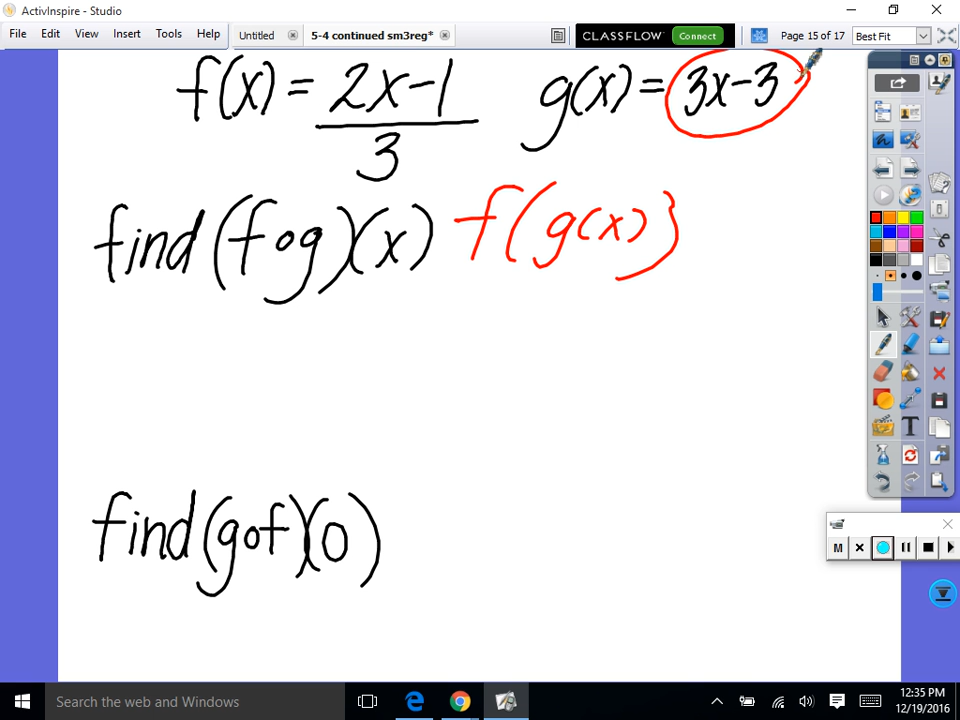 ActivInspire - Studio
File Edit View Insert Tools Help Untitled 5-4 continued sm3reg* CLASSFLOW Connect Page 15 of 17 Best Fit
f(x) = 2x-1 g(x) = 3x-3
3
find (fog)(x) f(g(x))
find (gof)(0)
M
T
Search the web and Windows
12:35 PM
12/19/2016